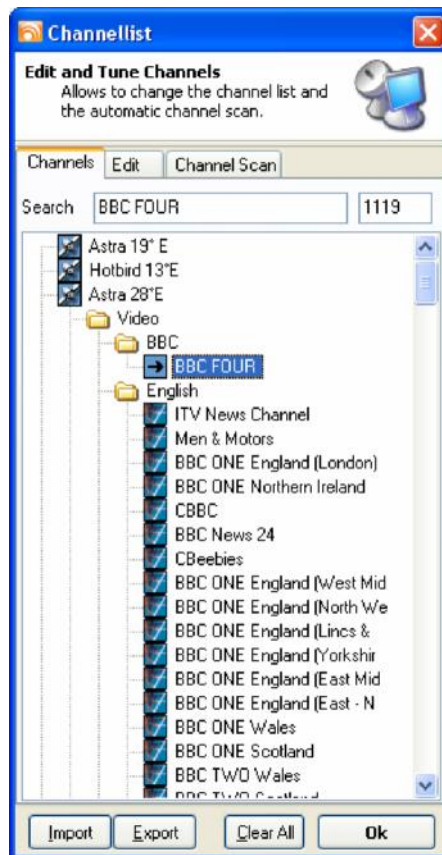 Channellist
Edit and Tune Channels
Allows to change the channel list and
the automatic channel scan.
Channels Edit Channel Scan
Search BBC FOUR 1119
Astra 19° E
Hotbird 13°E
Astra 28°E
Video
BBC
BBC FOUR
English
ITV News Channel
Men & Motors
BBC ONE England (London)
BBC ONE Northern Ireland
CBBC
BBC News 24
CBeebies
BBC ONE England (West Mid
BBC ONE England (North We
BBC ONE England (Lincs &
BBC ONE England (Yorkshir
BBC ONE England (East Mid
BBC ONE England (East - N
BBC ONE Wales
BBC ONE Scotland
BBC TWO Wales
BBC TWO Scotland
Import Export Clear All Ok